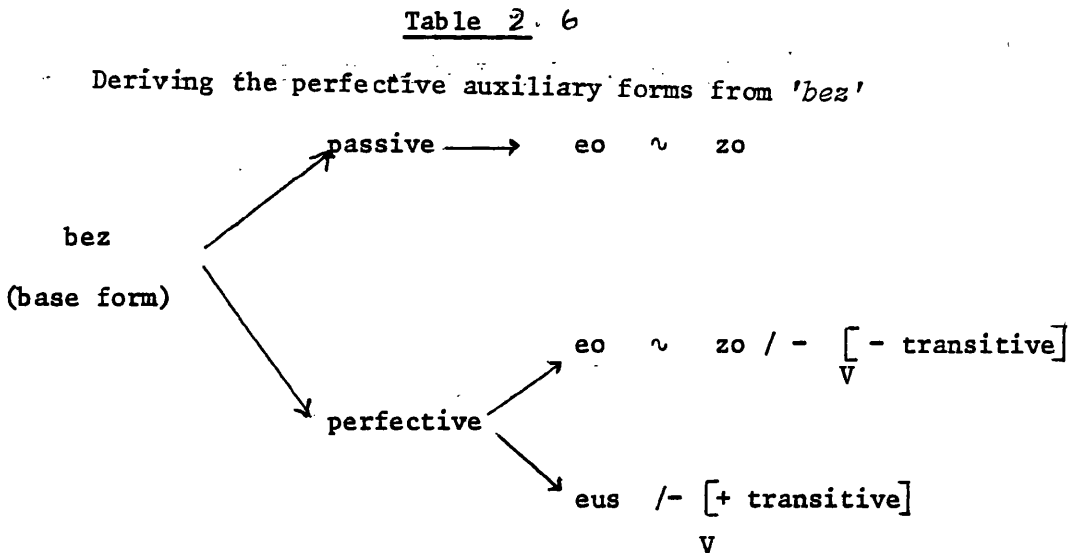 Table 2.6
Deriving the perfective auxiliary forms from 'bez'
passive → eo ~ zo
bez
(base form)
eo ~ zo / - [ - transitive]
V
perfective
eus /- [+ transitive]
V